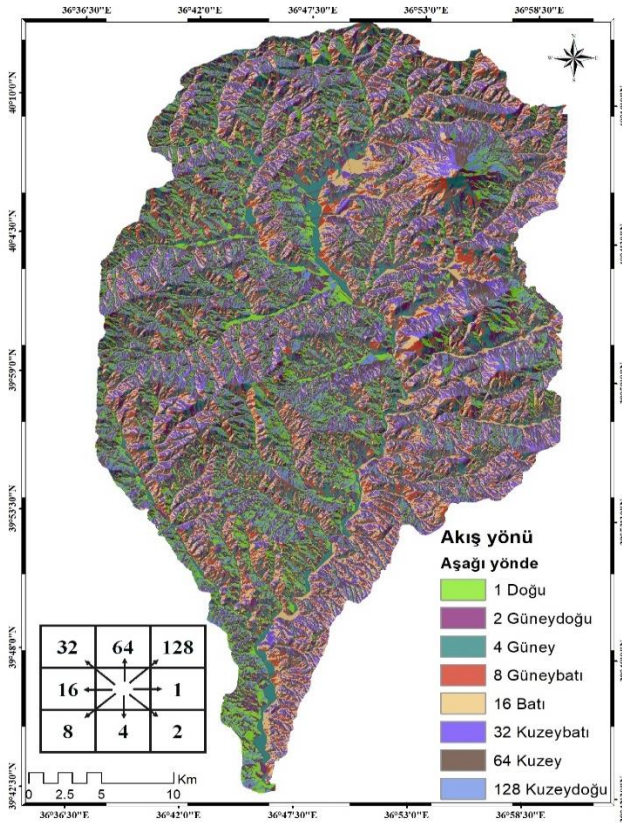 36°36'30"E 36°42'0"E 36°47'30"E 36°53'0"E 36°58'30"E
40°4'30"N
39°59'0"N
39°53'30"N
39°48'0"N
39°42'30"N
Akış yönü
Aşağı yönde
1 Doğu
2 Güneydoğu
4 Güney
8 Güneybatı
16 Batı
32 Kuzeybatı
64 Kuzey
128 Kuzeydoğu
32 64 128
16 1
8 4 2
0 2.5 5 10 Km
36°36'30"E 36°42'0"E 36°47'30"E 36°53'0"E 36°58'30"E